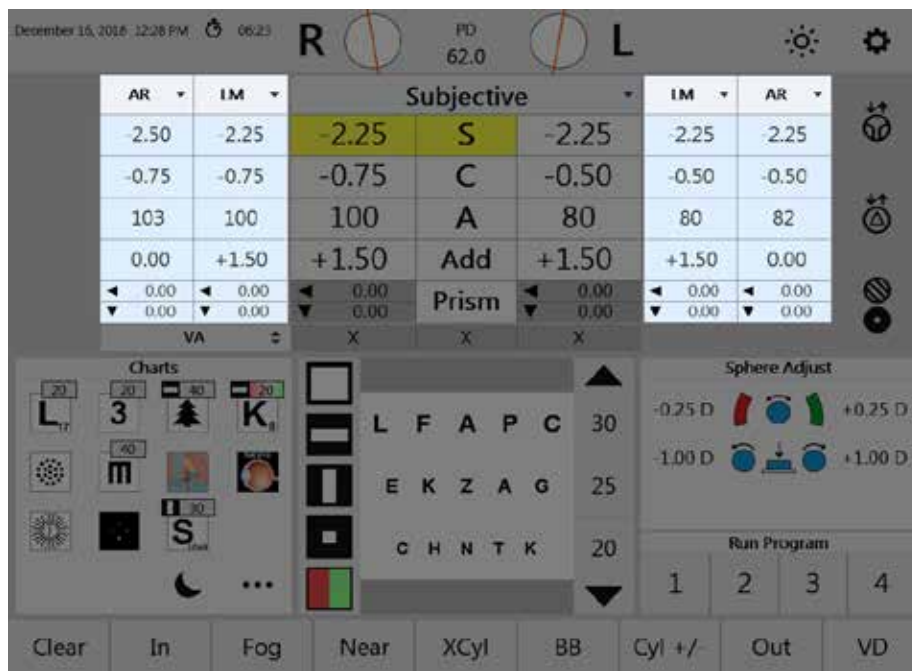 December 16, 2016 12:28 PM 06:23 R PD 62.0 L
AR LM Subjective LM AR
-2.50 -2.25 -2.25 S -2.25 -2.25 -2.25
-0.75 -0.75 -0.75 C -0.50 -0.50 -0.50
103 100 100 A 80 80 82
0.00 +1.50 +1.50 Add +1.50 +1.50 0.00
0.00 0.00 0.00 Prism 0.00 0.00 0.00
0.00 0.00 0.00 0.00 0.00 0.00
VA X X X
Charts
20 20 40 20
L 17 3 K 8
40
m
30
S
L F A P C 30
E K Z A G 25
C H N T K 20
Sphere Adjust
-0.25 D +0.25 D
-1.00 D +1.00 D
Run Program
1 2 3 4
Clear In Fog Near XCyl BB Cyl +/- Out VD